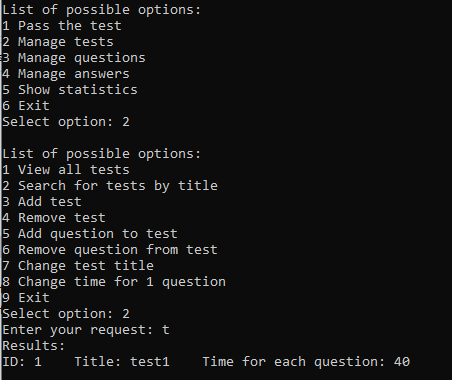 List of possible options:
1 Pass the test
2 Manage tests
3 Manage questions
4 Manage answers
5 Show statistics
6 Exit
Select option: 2

List of possible options:
1 View all tests
2 Search for tests by title
3 Add test
4 Remove test
5 Add question to test
6 Remove question from test
7 Change test title
8 Change time for 1 question
9 Exit
Select option: 2
Enter your request: t
Results:
ID: 1    Title: test1    Time for each question: 40